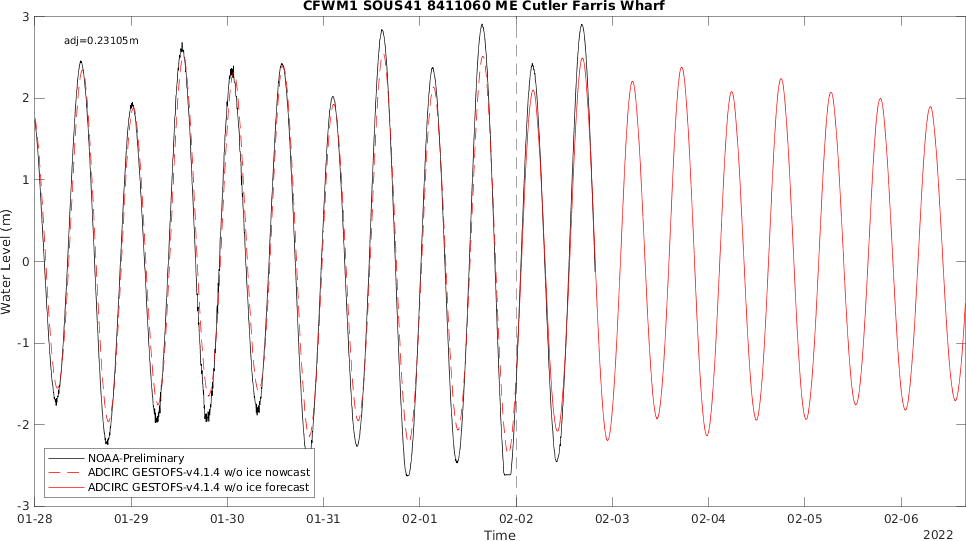 CFWM1 SOUS41 8411060 ME Cutler Farris Wharf
adj=0.23105m
3
2
1
0
-1
-2
-3
Water Level (m)
NOAA-Preliminary
ADCIRC GESTOFS-v4.1.4 w/o ice nowcast
ADCIRC GESTOFS-v4.1.4 w/o ice forecast
01-28 01-29 01-30 01-31 02-01 02-02 02-03 02-04 02-05 02-06
Time
2022